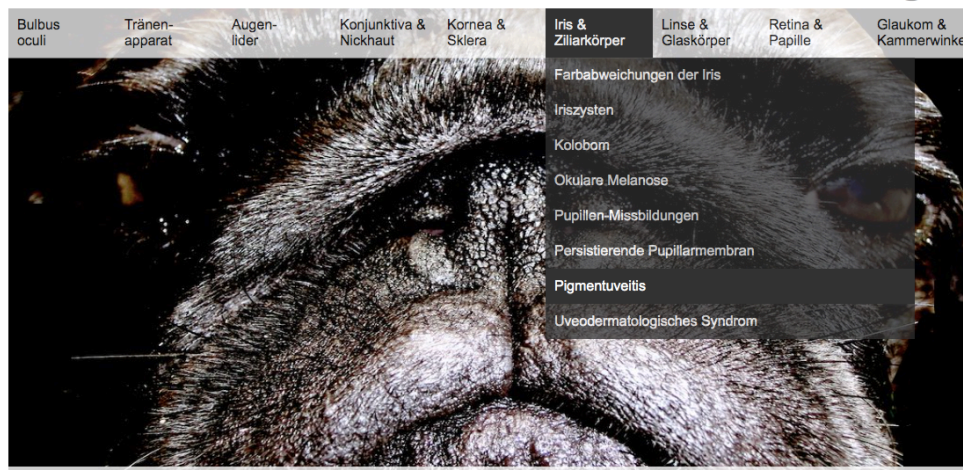 Bulbus
oculi
Tränen-
apparat
Augen-
lider
Konjunktiva &
Nickhaut
Kornea &
Sklera
Iris &
Ziliarkörper
Linse &
Glaskörper
Retina &
Papille
Glaukom &
Kammerwinke
Farbabweichungen der Iris
Iriszysten
Kolobom
Okulare Melanose
Pupillen-Missbildungen
Persistierende Pupillarmembran
Pigmentuveitis
Uveodermatologisches Syndrom